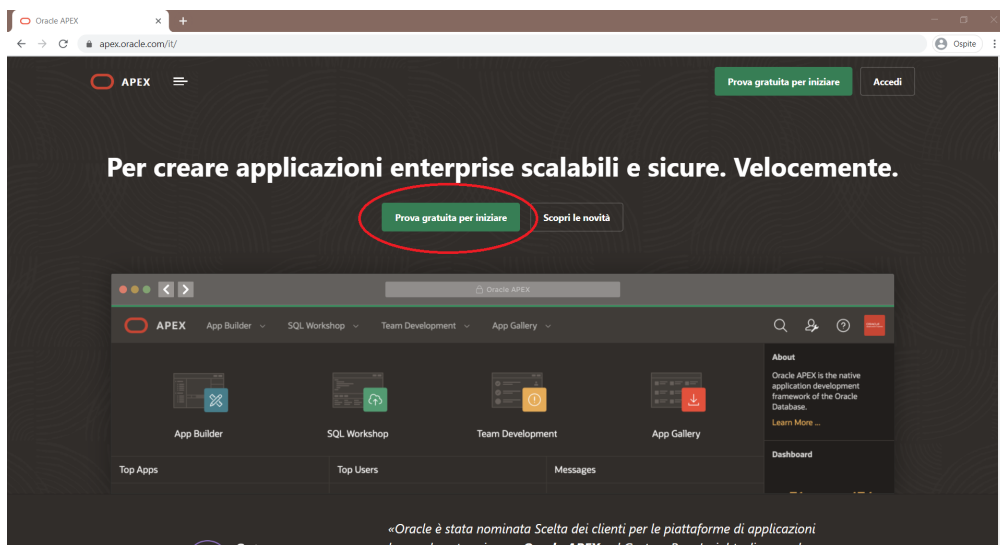 Oracle APEX
apex.oracle.com/it/
Ospite
APEX
Prova gratuita per iniziare
Accedi
Per creare applicazioni enterprise scalabili e sicure. Velocemente.
Prova gratuita per iniziare
Scopri le novità
Oracle APEX
APEX
App Builder
SQL Workshop
Team Development
App Gallery
About
Oracle APEX is the native
application development
framework of the Oracle
Database.
Learn More ...
App Builder
SQL Workshop
Team Development
App Gallery
Dashboard
Top Apps
Top Users
Messages
«Oracle è stata nominata Scelta dei clienti per le piattaforme di applicazioni